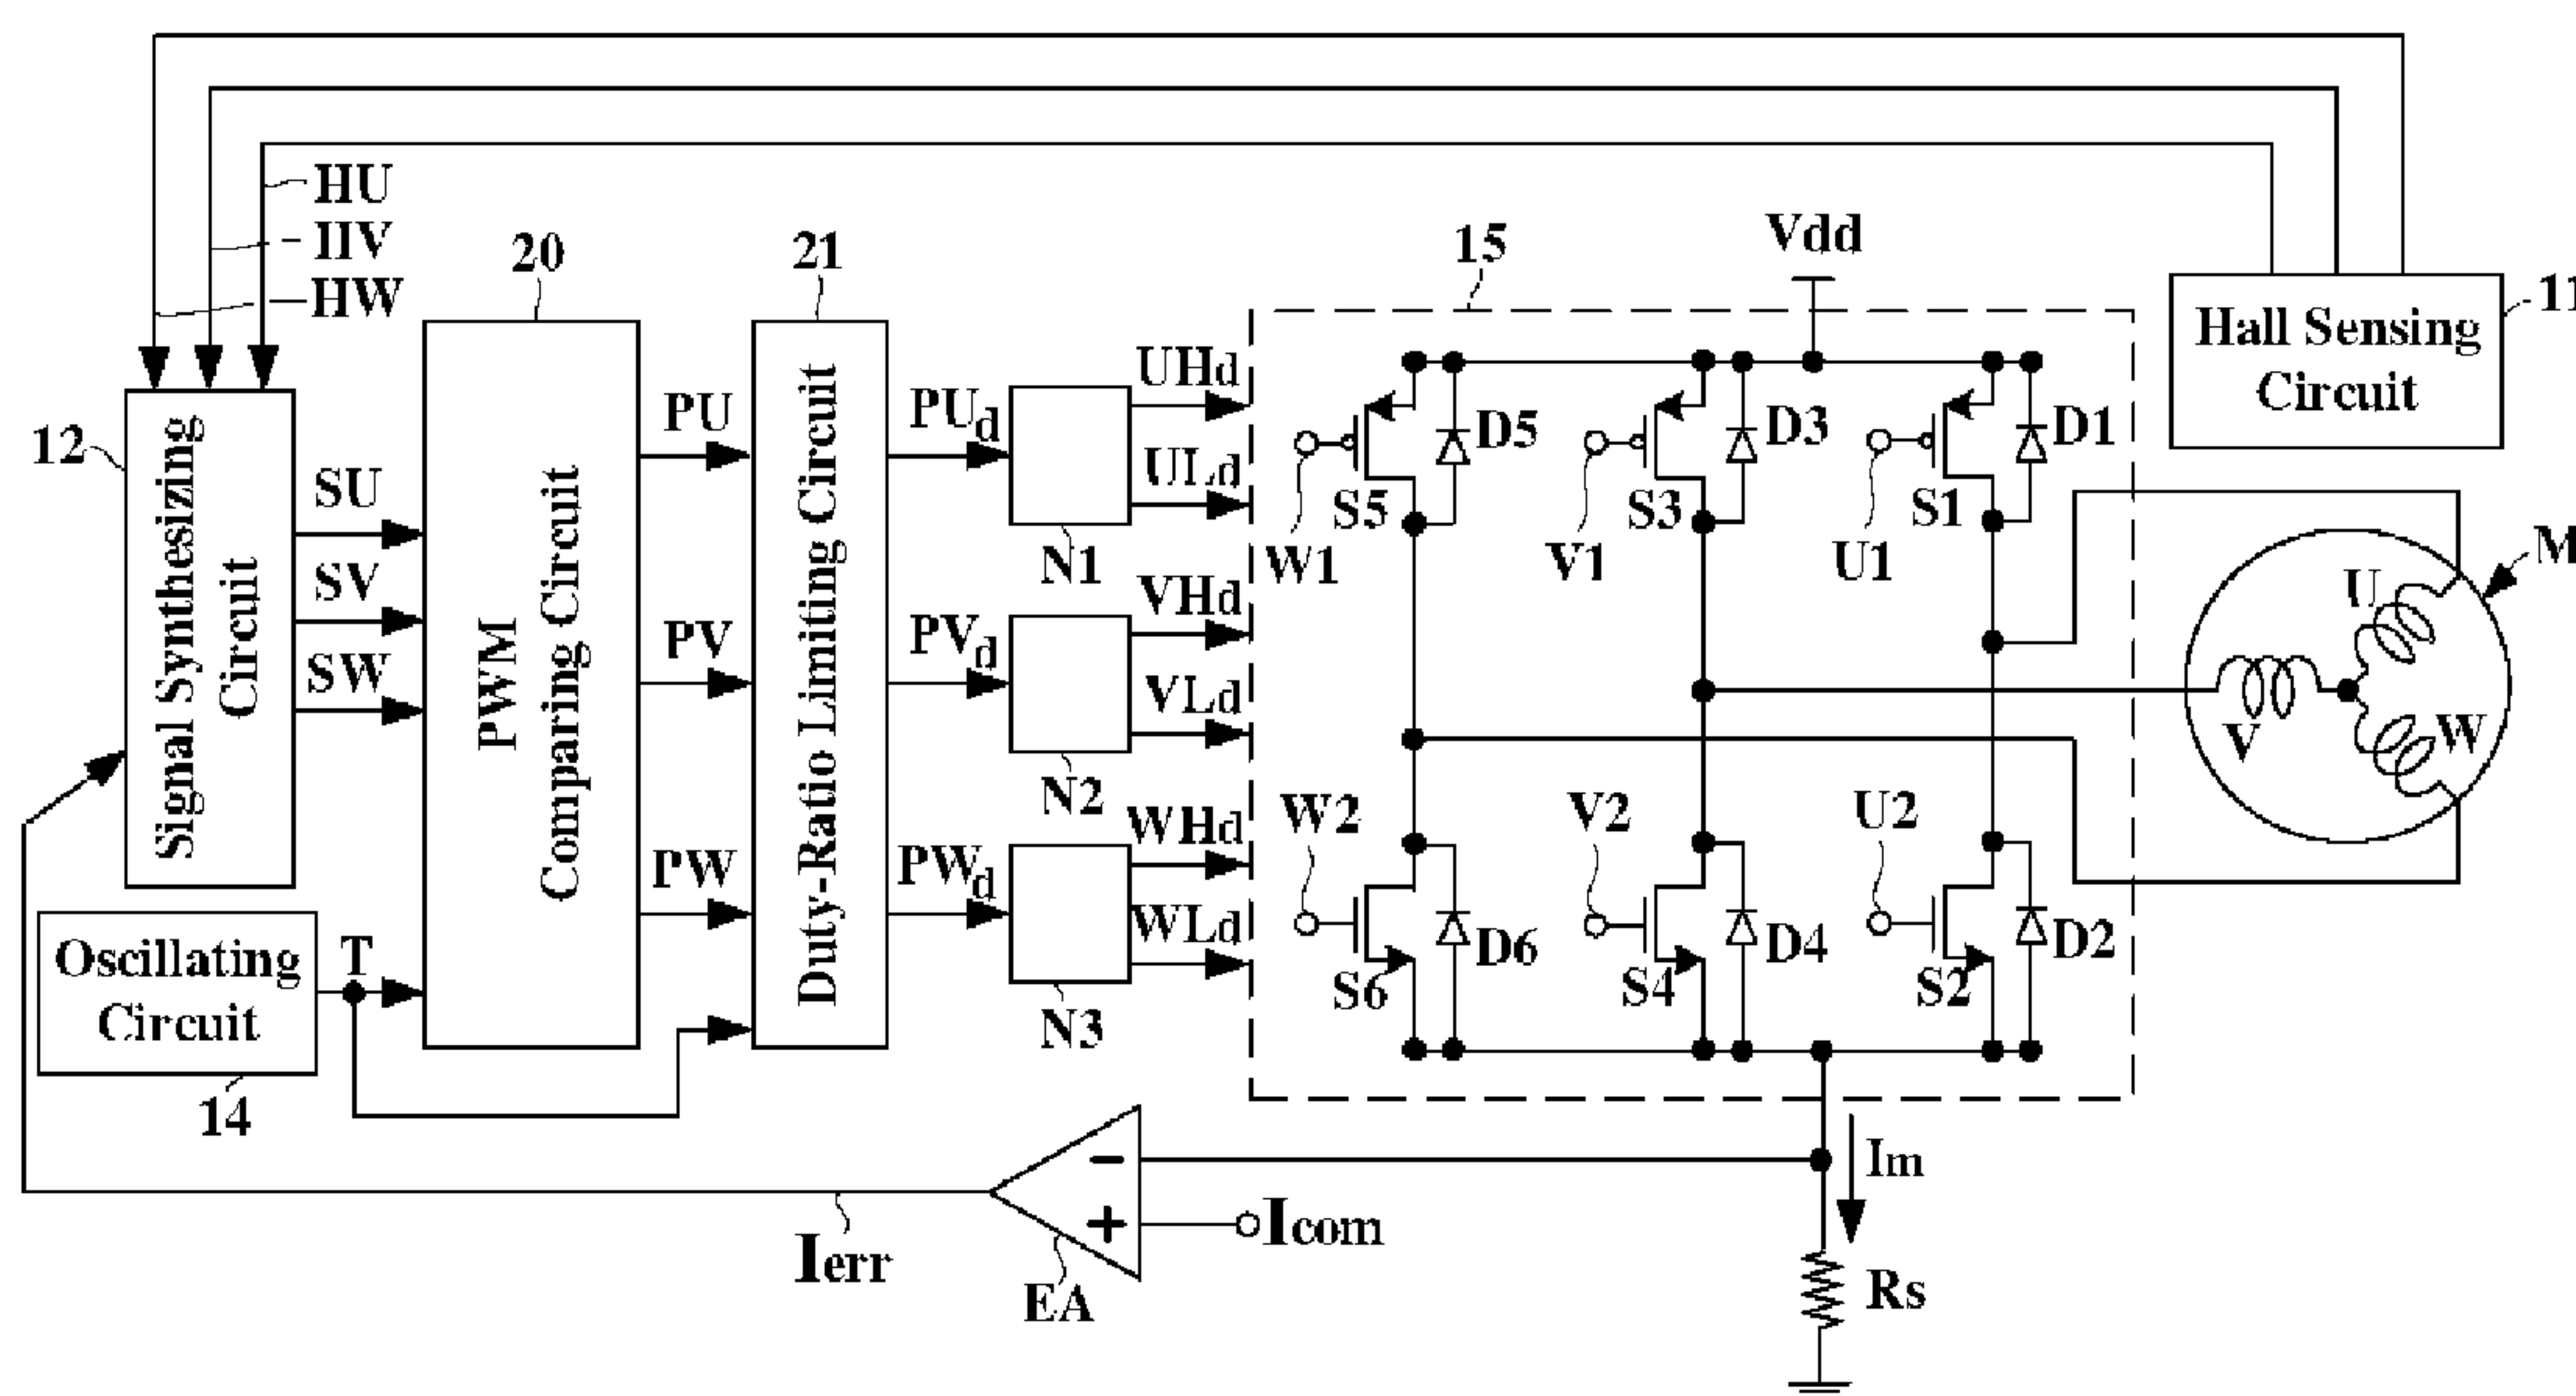 HU
IIV
HW
20
21
15
Vdd
11
Hall Sensing
Circuit
12
Signal Synthesizing
Circuit
SU
SV
SW
PWM
Comparing Circuit
Duty-Ratio Limiting Circuit
PU
PV
PW
PUd
PVd
PWd
UHd
ULd
N1
VHd
VLd
N2
WHd
WLd
N3
D5
D3
D1
S5
S3
S1
W1
V1
U1
M
U
V
W
W2
V2
U2
D6
D4
D2
S6
S4
S2
Oscillating
Circuit
T
14
−
+
Im
Icom
Ierr
EA
Rs